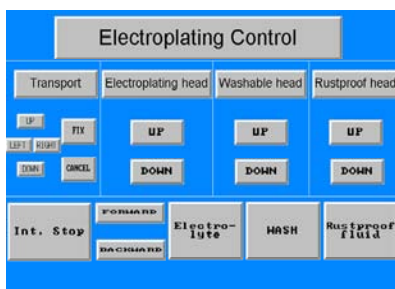 Electroplating Control
Transport Electroplating head Washable head Rustproof head
UP FIX UP UP UP
LEFT RIGHT
DOWN CANCEL DOWN DOWN DOWN
FORWARD
Int. Stop Electro-
lyte WASH Rustproof
fluid
BACKWARD